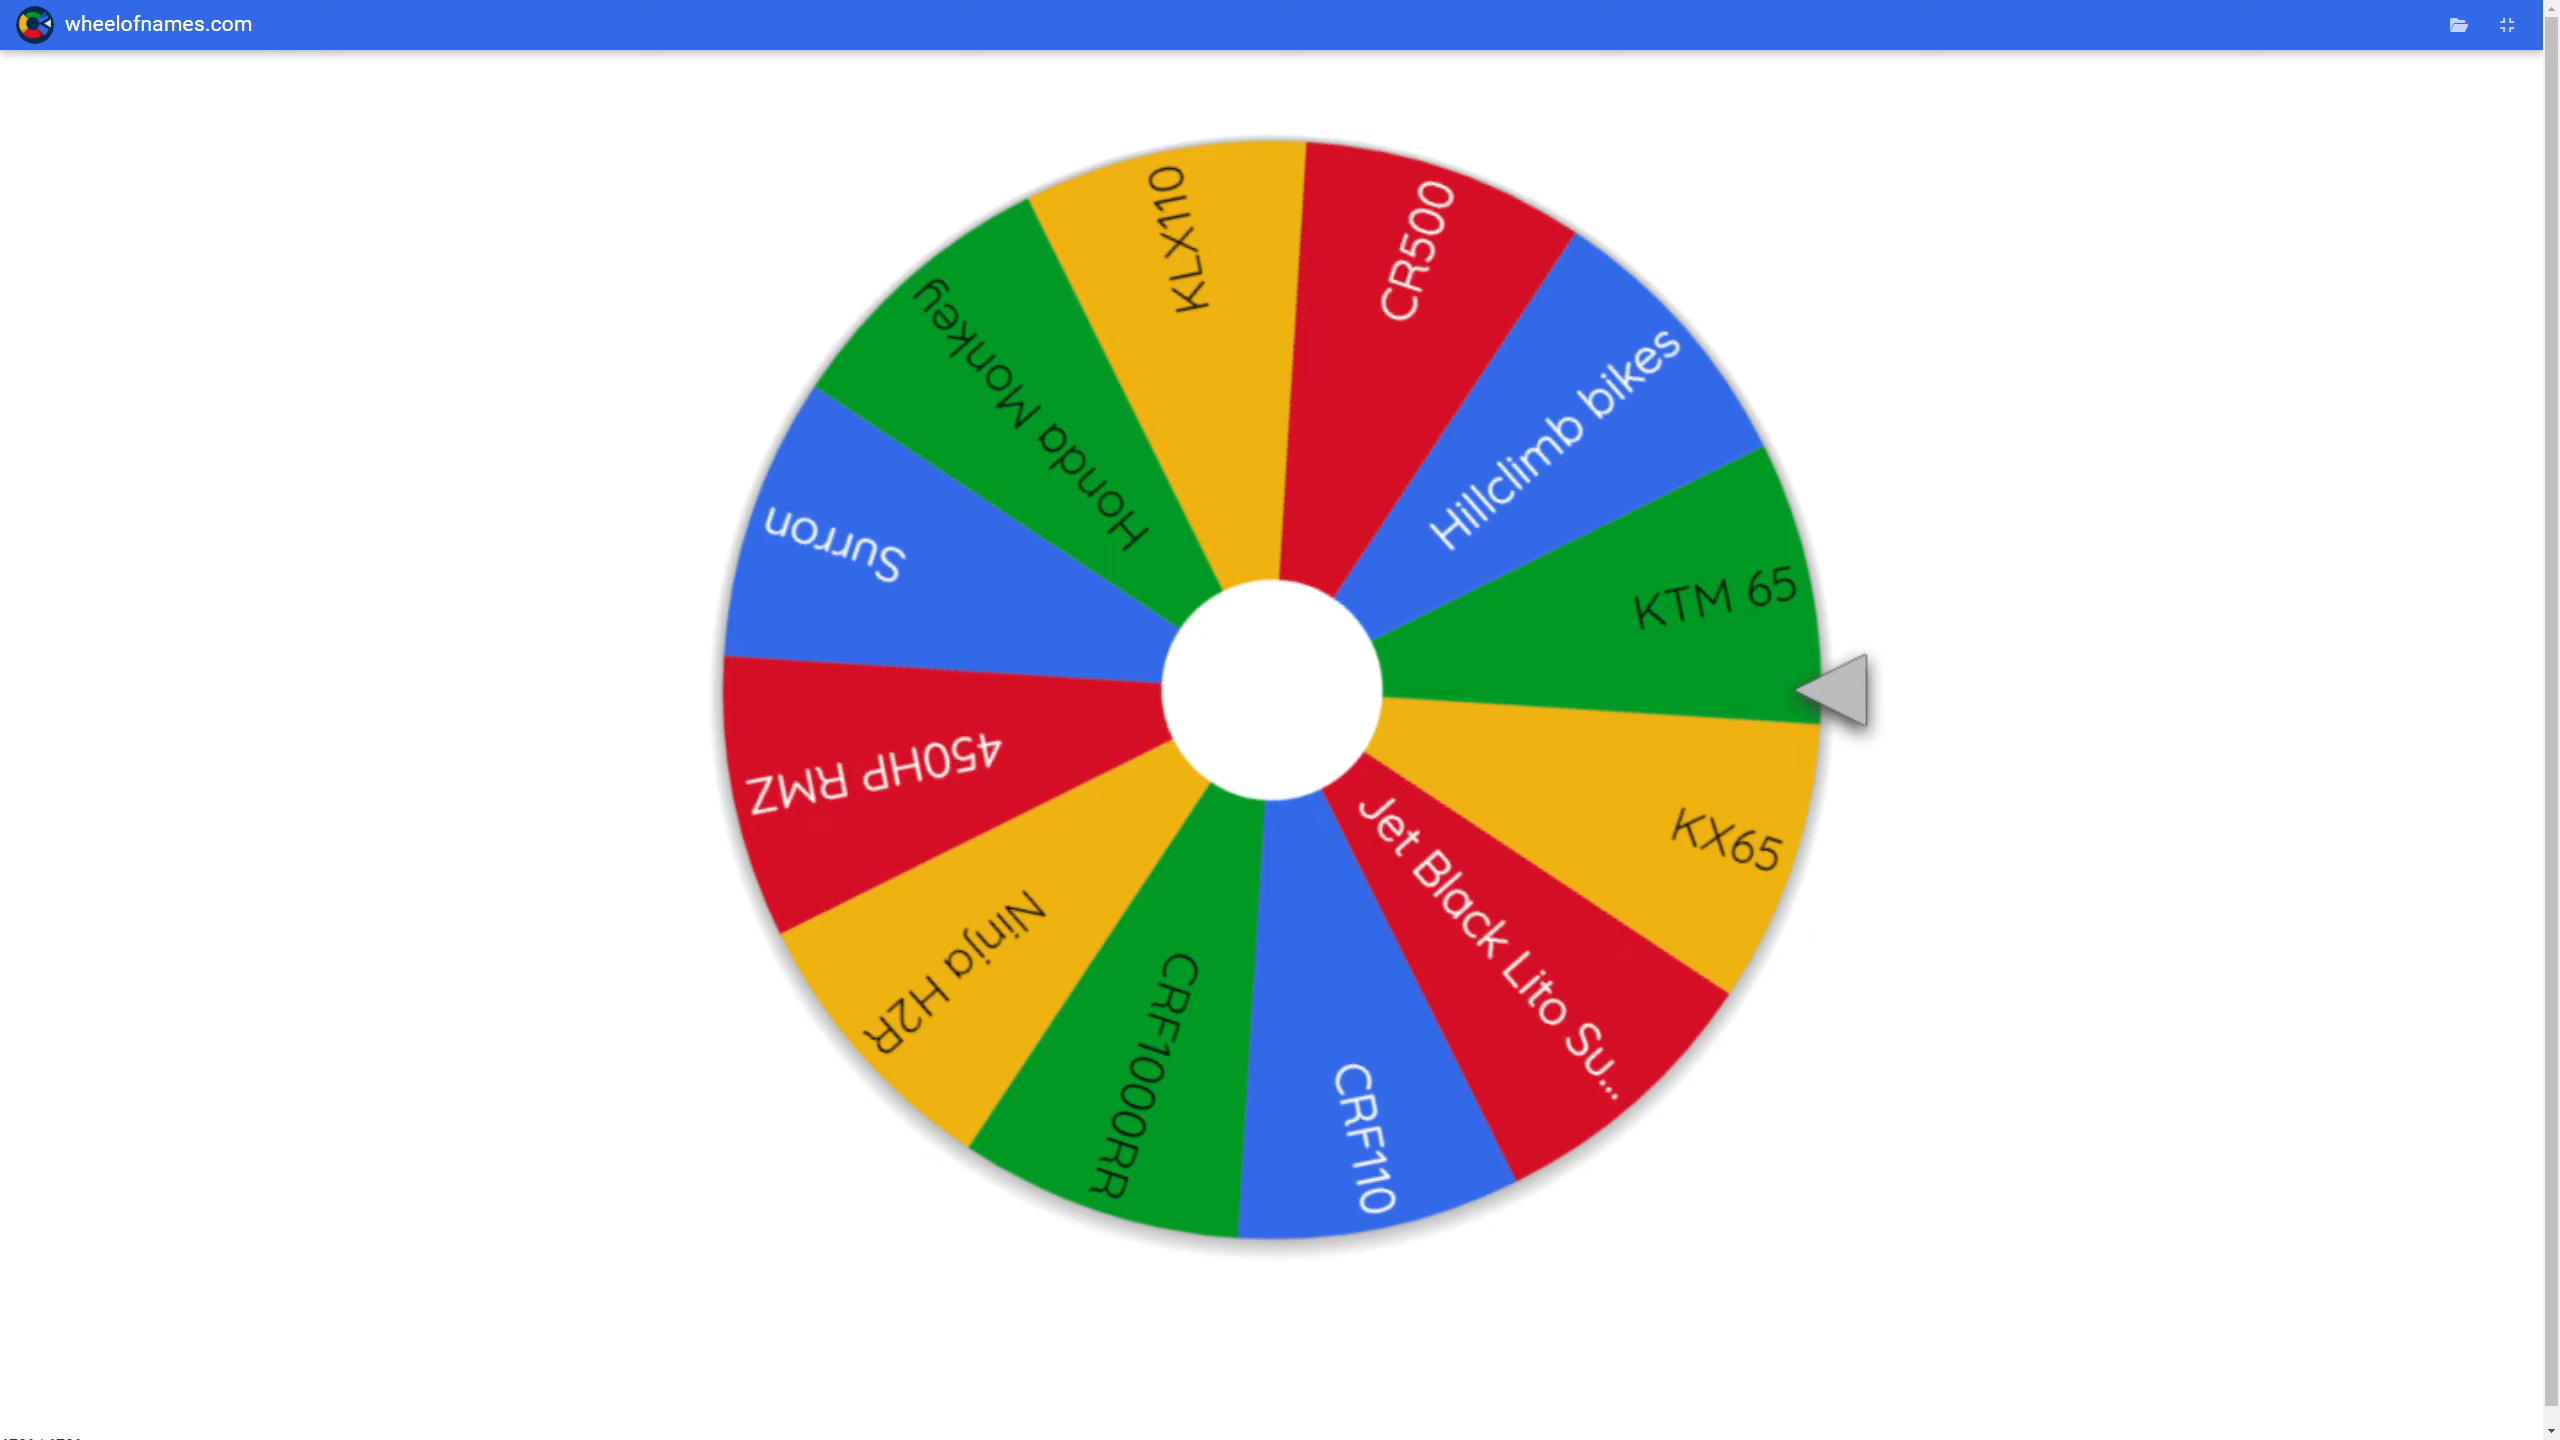 wheelofnames.com
KLX110
CR500
Hillclimb bikes
KTM 65
KX65
Jet Black Lito Su...
CRF110
CRF1000RR
Ninja H2R
450HP RMZ
Surron
Honda Monkey